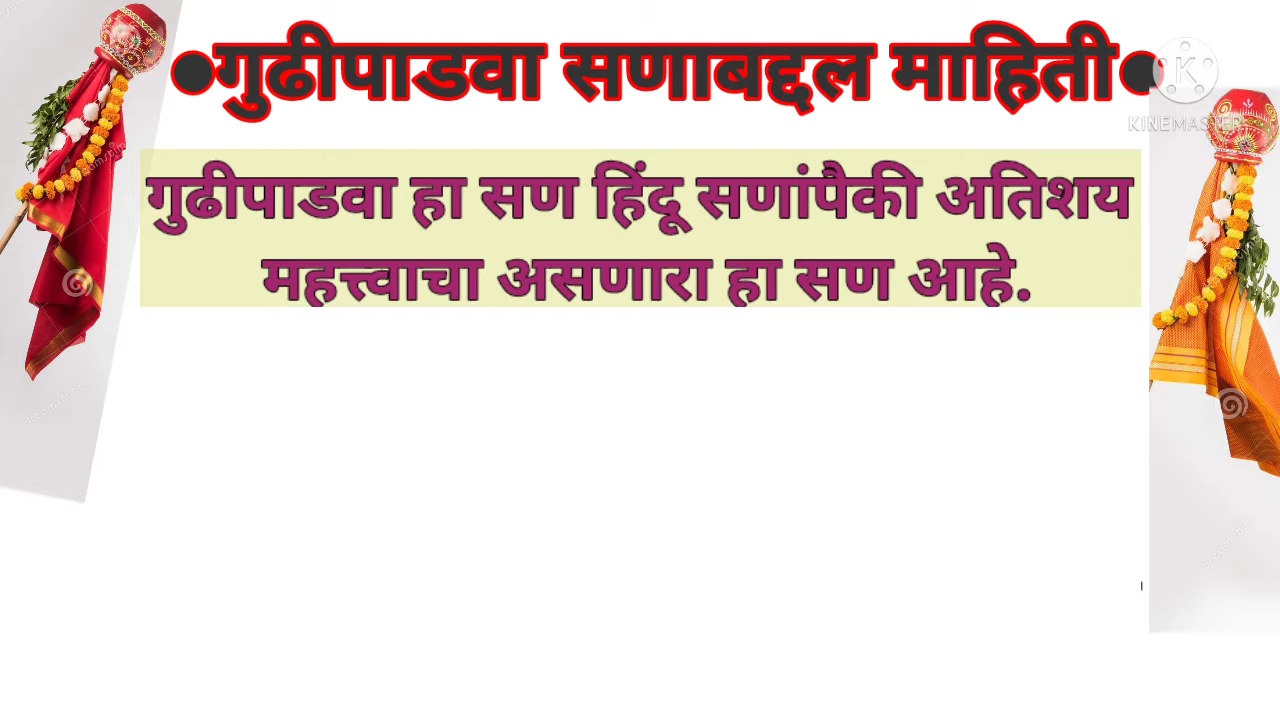 •गुढीपाडवा सणाबद्दल माहिती•
KINEMASTER
गुढीपाडवा हा सण हिंदू सणांपैकी अतिशय
महत्त्वाचा असणारा हा सण आहे.